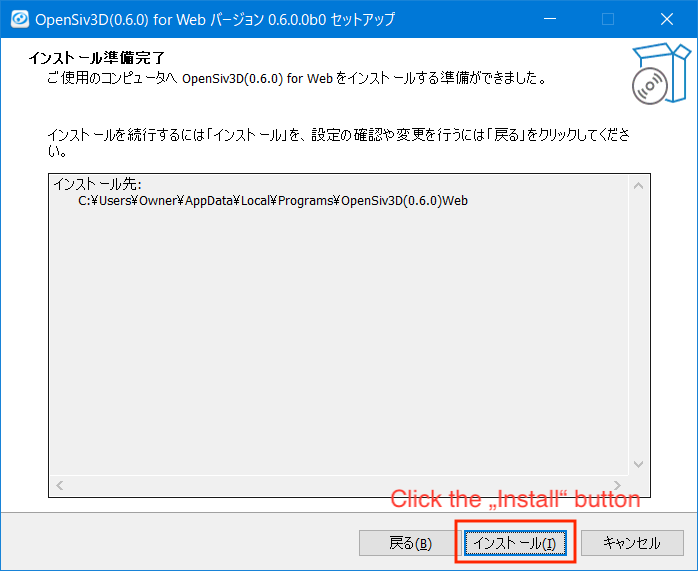 OpenSiv3D(0.6.0) for Web バージョン 0.6.0.0b0 セットアップ
インストール準備完了
ご使用のコンピュータへ OpenSiv3D(0.6.0) for Web をインストールする準備ができました。
インストールを続行するには「インストール」を、設定の確認や変更を行うには「戻る」をクリックしてくださ
い。
インストール先:
C:¥Users¥Owner¥AppData¥Local¥Programs¥OpenSiv3D(0.6.0)Web
Click the „Install“ button
戻る(B)
インストール(I)
キャンセル